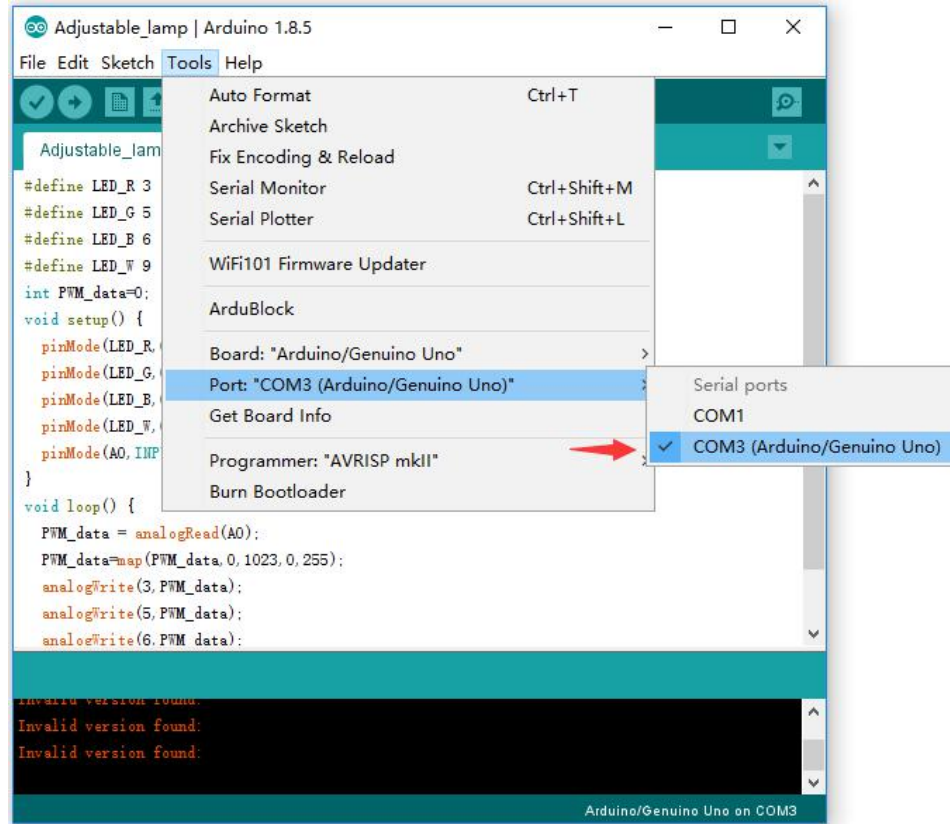 Adjustable_lamp | Arduino 1.8.5
File Edit Sketch Tools Help
Adjustable_lam
Auto Format Ctrl+T
Archive Sketch
Fix Encoding & Reload
Serial Monitor Ctrl+Shift+M
Serial Plotter Ctrl+Shift+L
WiFi101 Firmware Updater
ArduBlock
Board: "Arduino/Genuino Uno"
Port: "COM3 (Arduino/Genuino Uno)"
Get Board Info
Programmer: "AVRISP mkII"
Burn Bootloader
Serial ports
COM1
COM3 (Arduino/Genuino Uno)
#define LED_R 3
#define LED_G 5
#define LED_B 6
#define LED_W 9
int PWM_data=0;
void setup() {
pinMode(LED_R,
pinMode(LED_G,
pinMode(LED_B,
pinMode(LED_W,
pinMode(A0,INP
}
void loop() {
PWM_data = analogRead(A0);
PWM_data=map(PWM_data,0,1023,0,255);
analogWrite(3,PWM_data);
analogWrite(5,PWM_data);
analogWrite(6,PWM_data);
Invalid version found:
Invalid version found:
Invalid version found:
Arduino/Genuino Uno on COM3